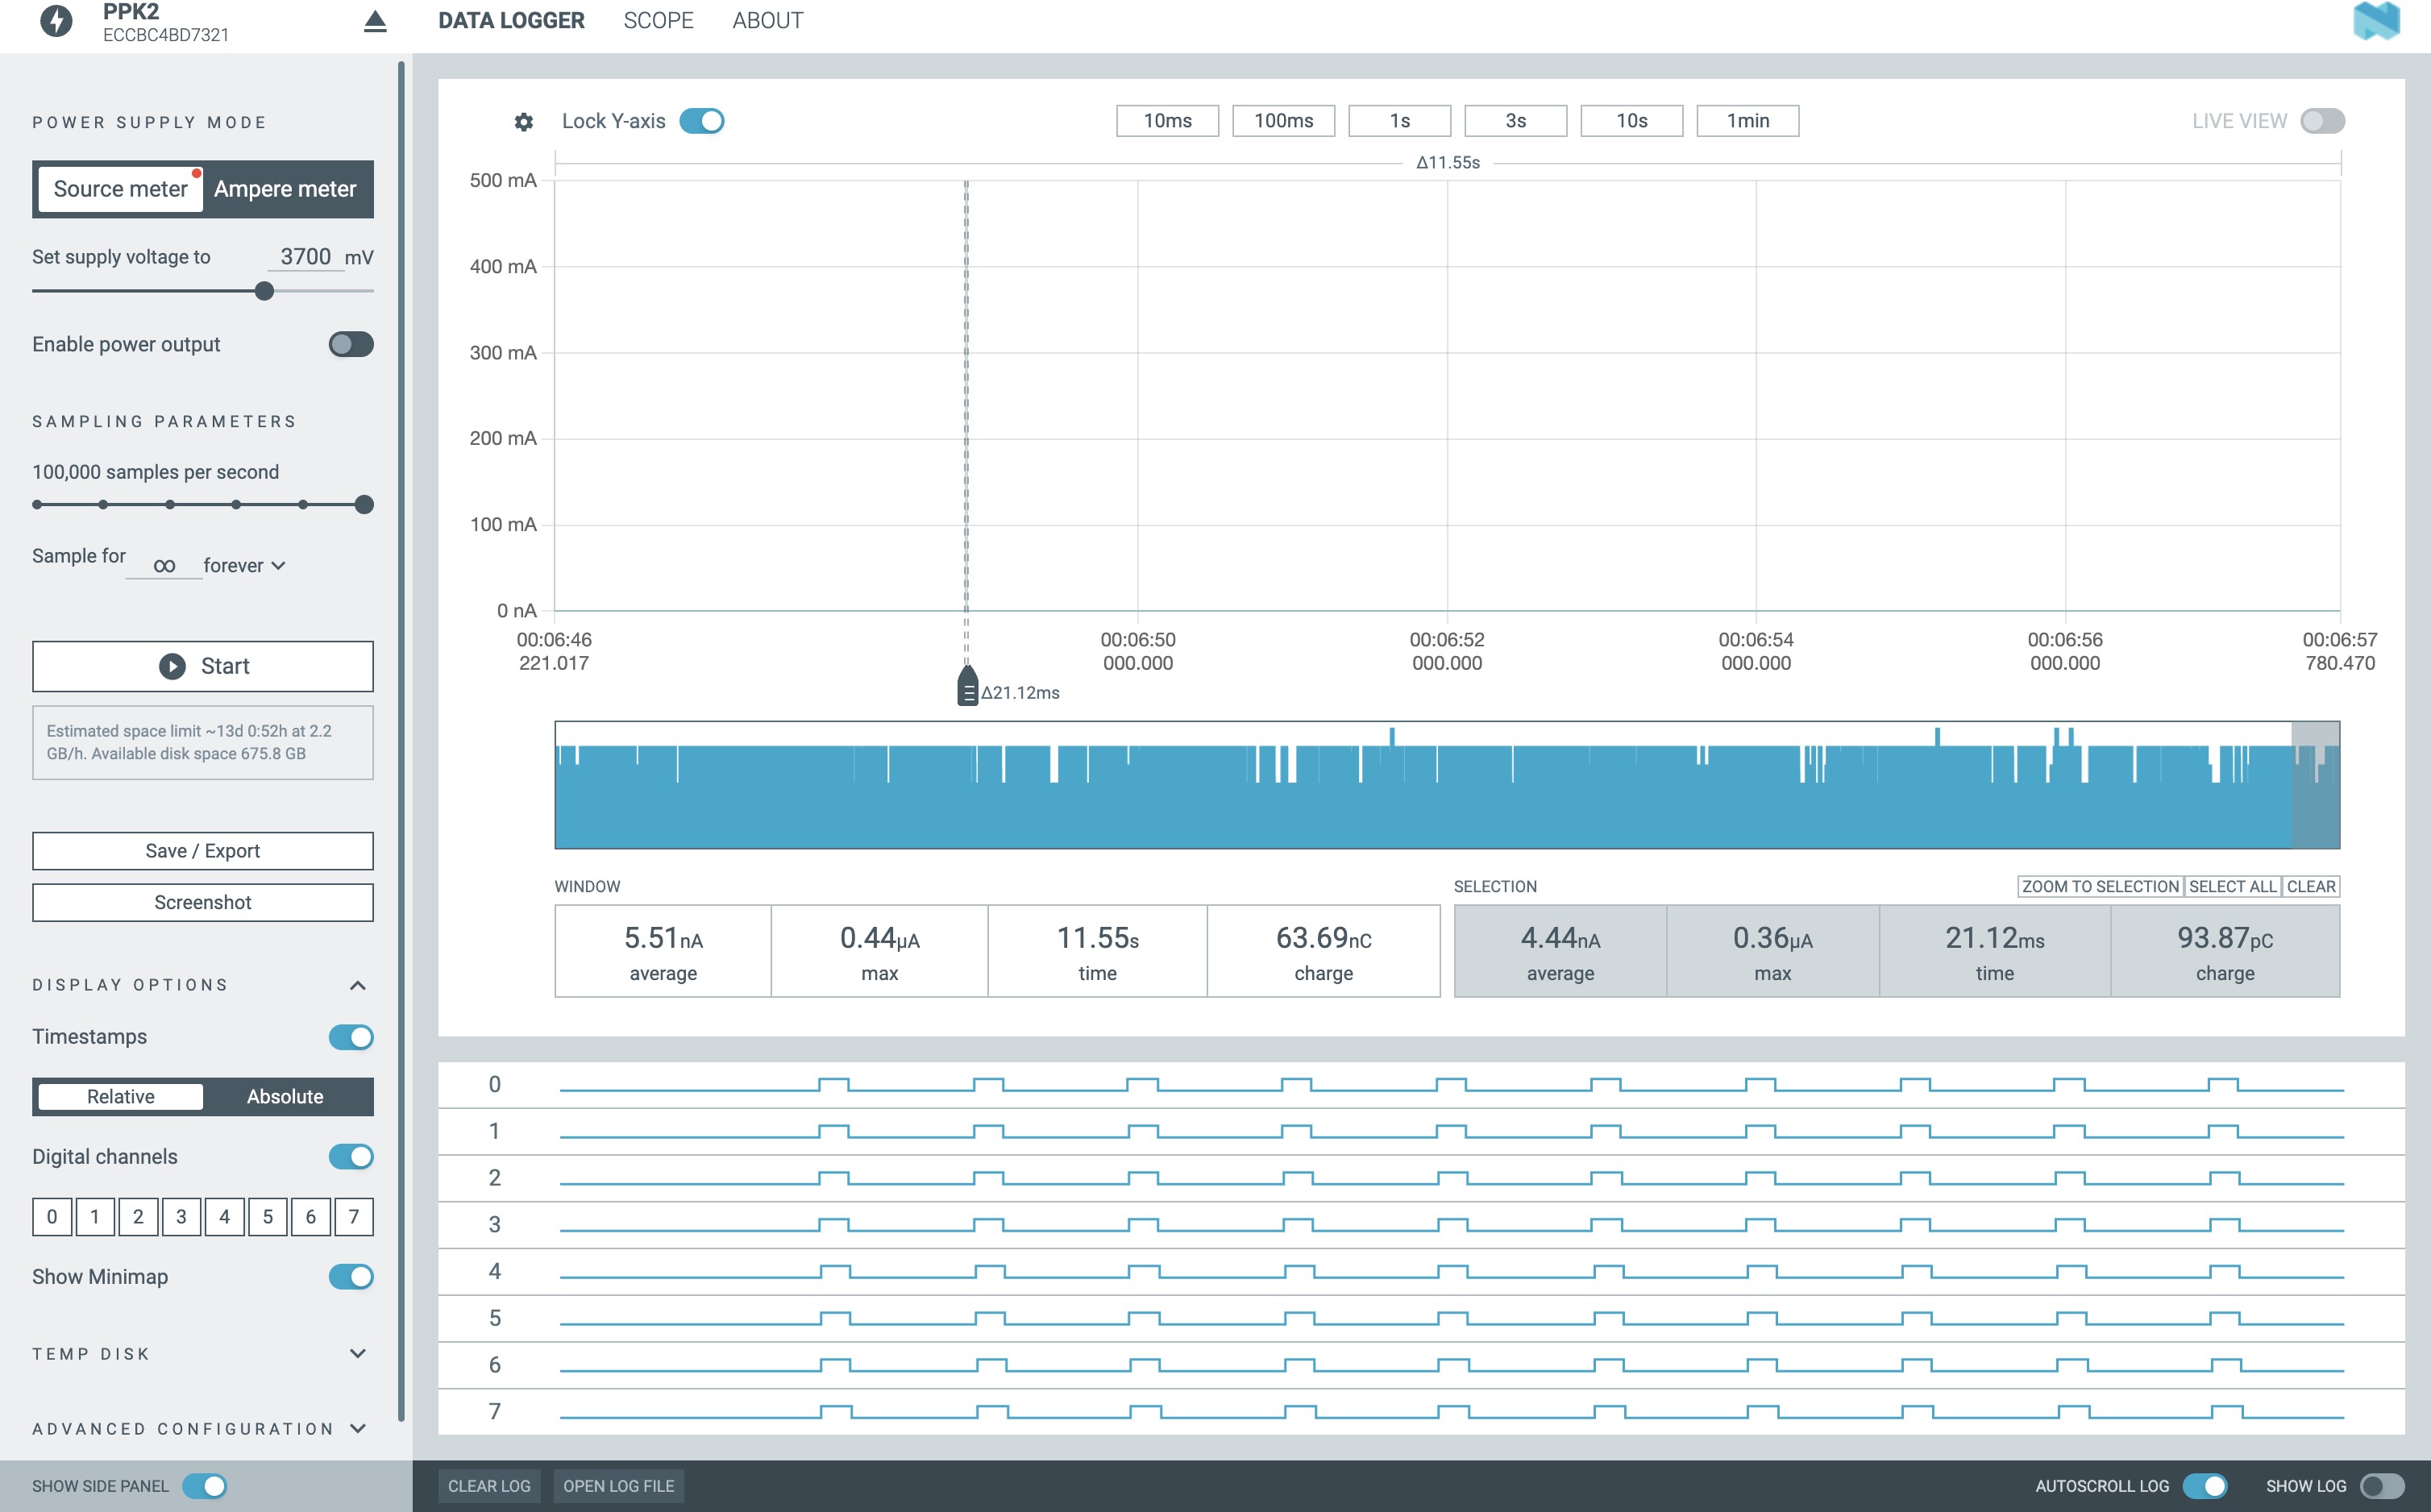 PPK2
ECCBC4BD7321
DATA LOGGER SCOPE ABOUT
POWER SUPPLY MODE
Source meter Ampere meter
Set supply voltage to 3700 mV
Enable power output
SAMPLING PARAMETERS
100,000 samples per second
Sample for ∞ forever
Start
Estimated space limit ~13d 0:52h at 2.2
GB/h. Available disk space 675.8 GB
Save / Export
Screenshot
DISPLAY OPTIONS
Timestamps
Relative Absolute
Digital channels
0 1 2 3 4 5 6 7
Show Minimap
TEMP DISK
ADVANCED CONFIGURATION
SHOW SIDE PANEL
Lock Y-axis 10ms 100ms 1s 3s 10s 1min LIVE VIEW
Δ11.55s
500 mA
400 mA
300 mA
200 mA
100 mA
0 nA
00:06:46 00:06:50 00:06:52 00:06:54 00:06:56 00:06:57
221.017 000.000 000.000 000.000 000.000 780.470
Δ21.12ms
WINDOW SELECTION ZOOM TO SELECTION SELECT ALL CLEAR
5.51nA 0.44μA 11.55s 63.69nC 4.44nA 0.36μA 21.12ms 93.87pC
average max time charge average max time charge
0
1
2
3
4
5
6
7
CLEAR LOG OPEN LOG FILE AUTOSCROLL LOG SHOW LOG